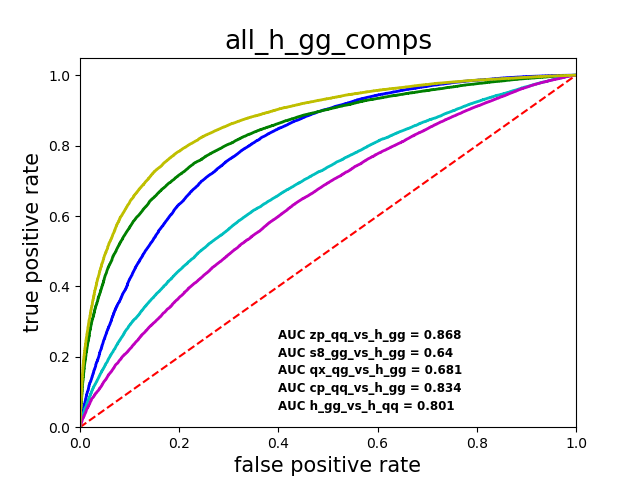 all_h_gg_comps
true positive rate
1.0
0.8
0.6
0.4
0.2
0.0
AUC zp_qq_vs_h_gg = 0.868
AUC s8_gg_vs_h_gg = 0.64
AUC qx_qg_vs_h_gg = 0.681
AUC cp_qq_vs_h_gg = 0.834
AUC h_gg_vs_h_qq = 0.801
0.0 0.2 0.4 0.6 0.8 1.0
false positive rate